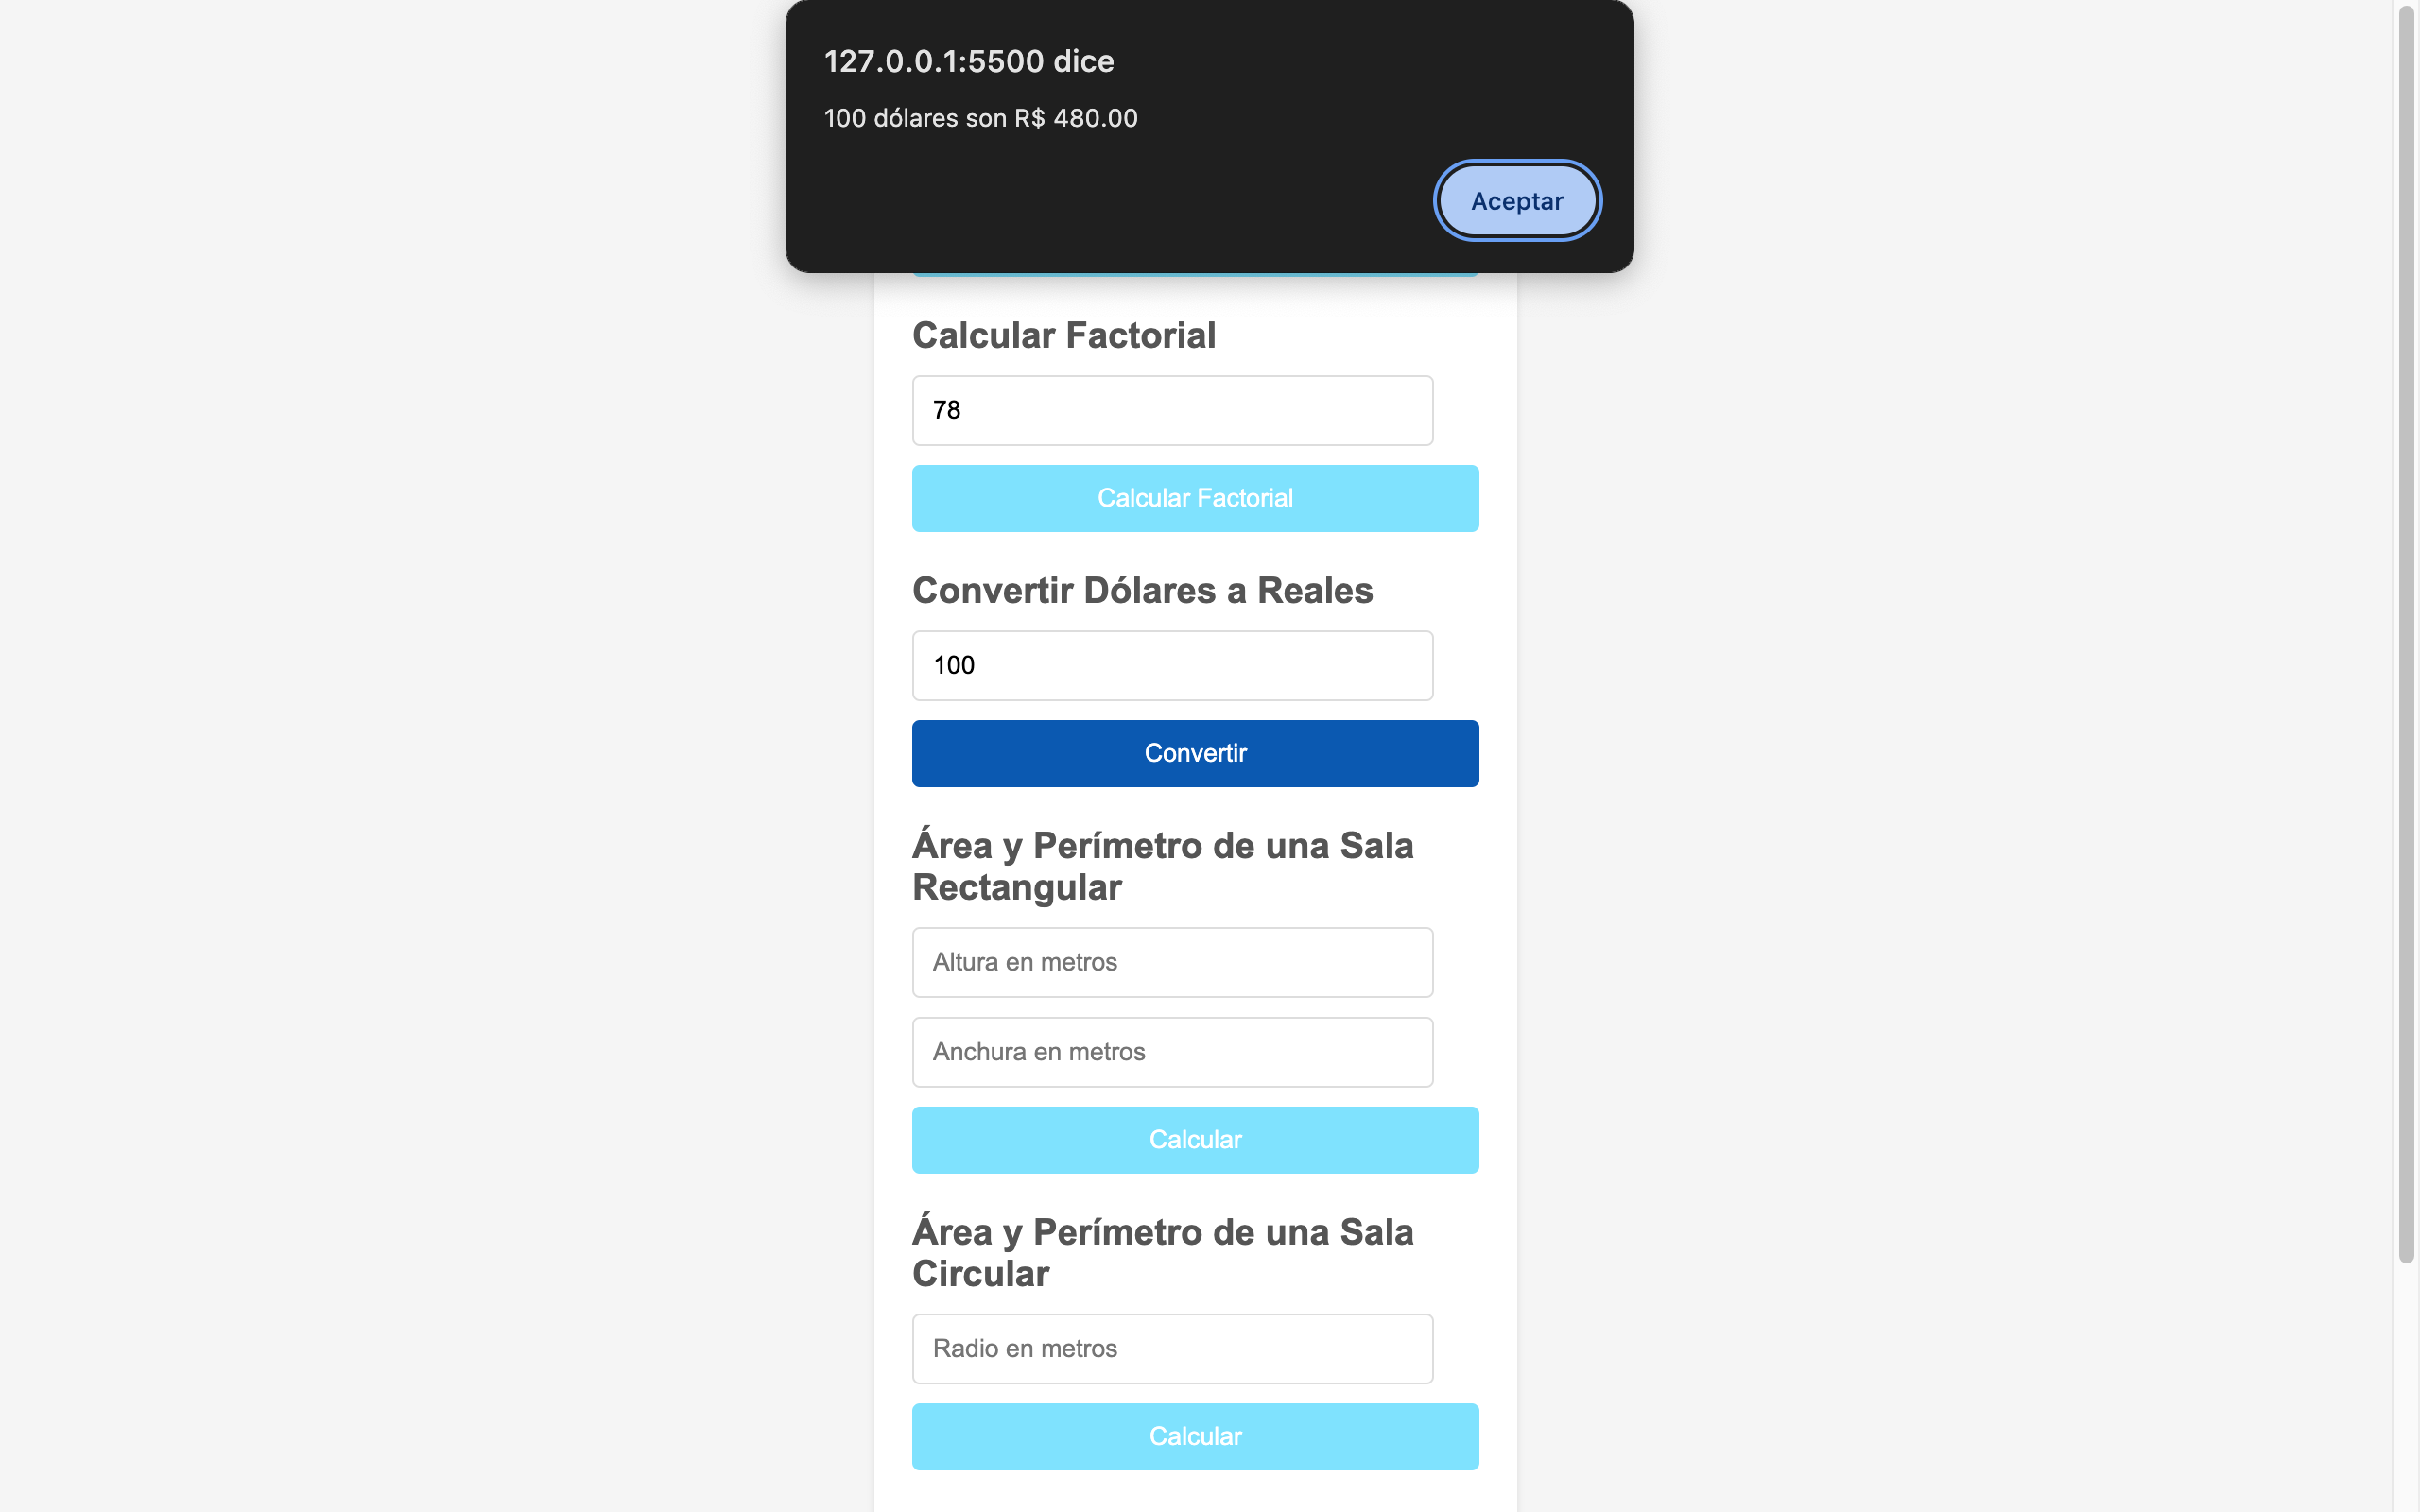 127.0.0.1:5500 dice
100 dólares son R$ 480.00
Aceptar
Calcular Factorial
78
Calcular Factorial
Convertir Dólares a Reales
100
Convertir
Área y Perímetro de una Sala
Rectangular
Altura en metros
Anchura en metros
Calcular
Área y Perímetro de una Sala
Circular
Radio en metros
Calcular